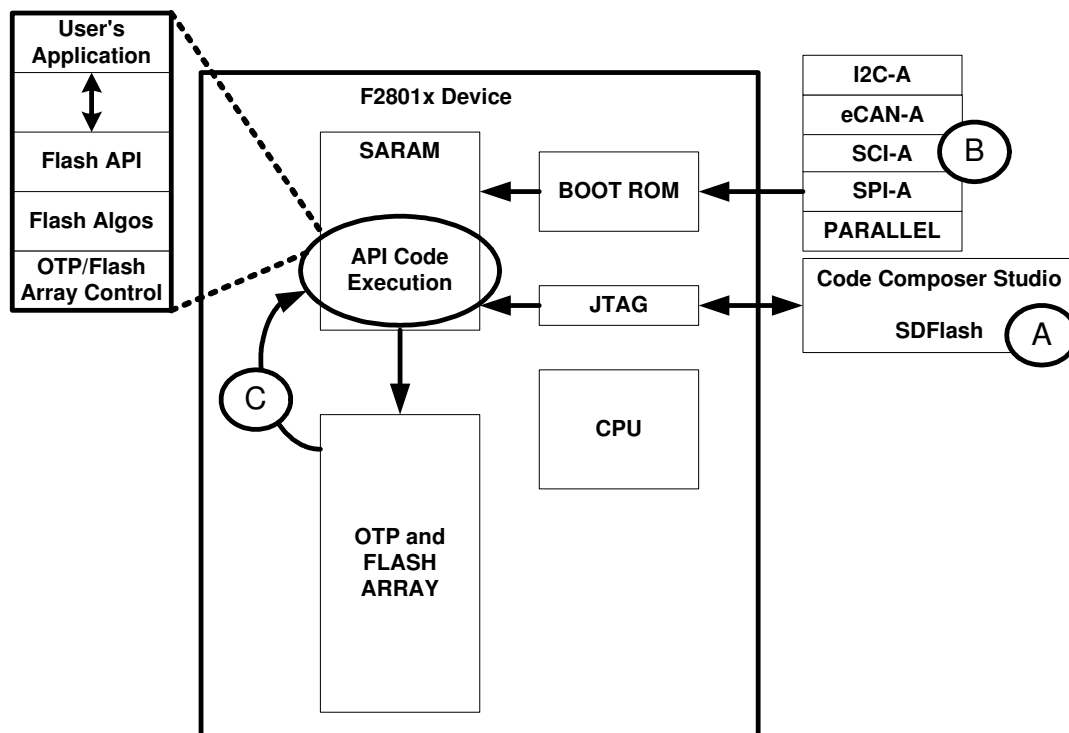 User's
Application
Flash API
Flash Algos
OTP/Flash
Array Control
F2801x Device
SARAM
API Code
Execution
BOOT ROM
JTAG
CPU
C
OTP and
FLASH
ARRAY
I2C-A
eCAN-A
SCI-A
SPI-A
PARALLEL
B
Code Composer Studio
SDFlash
A